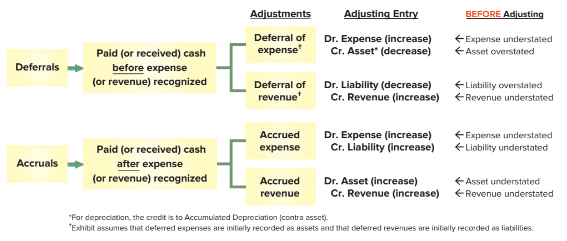 Adjustments Adjusting Entry BEFORE Adjusting
Deferrals
Paid (or received) cash
before expense
(or revenue) recognized
Deferral of
expense†
Dr. Expense (increase)
Cr. Asset* (decrease)
← Expense understated
← Asset overstated
Deferral of
revenue†
Dr. Liability (decrease)
Cr. Revenue (increase)
← Liability overstated
← Revenue understated
Accruals
Paid (or received) cash
after expense
(or revenue) recognized
Accrued
expense
Dr. Expense (increase)
Cr. Liability (increase)
← Expense understated
← Liability understated
Accrued
revenue
Dr. Asset (increase)
Cr. Revenue (increase)
← Asset understated
← Revenue understated
*For depreciation, the credit is to Accumulated Depreciation (contra asset).
†Exhibit assumes that deferred expenses are initially recorded as assets and that deferred revenues are initially recorded as liabilities.